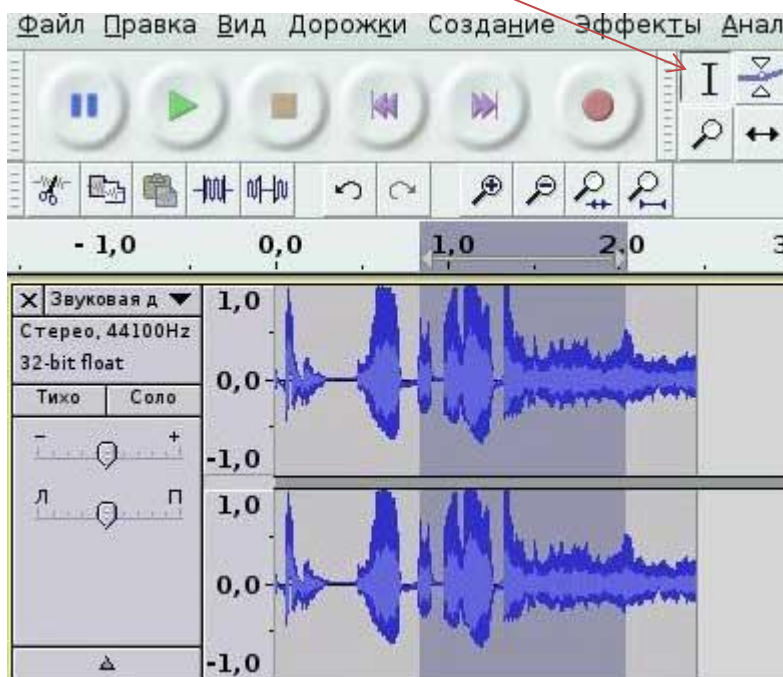 Файл Правка Вид Дорожки Создание Эффекты Анал
- 1,0 0,0 1,0 2,0 3
Звуковая д
Стерео, 44100Hz
32-bit float
Тихо Соло
- +
Л П
1,0
0,0
-1,0
1,0
0,0
-1,0